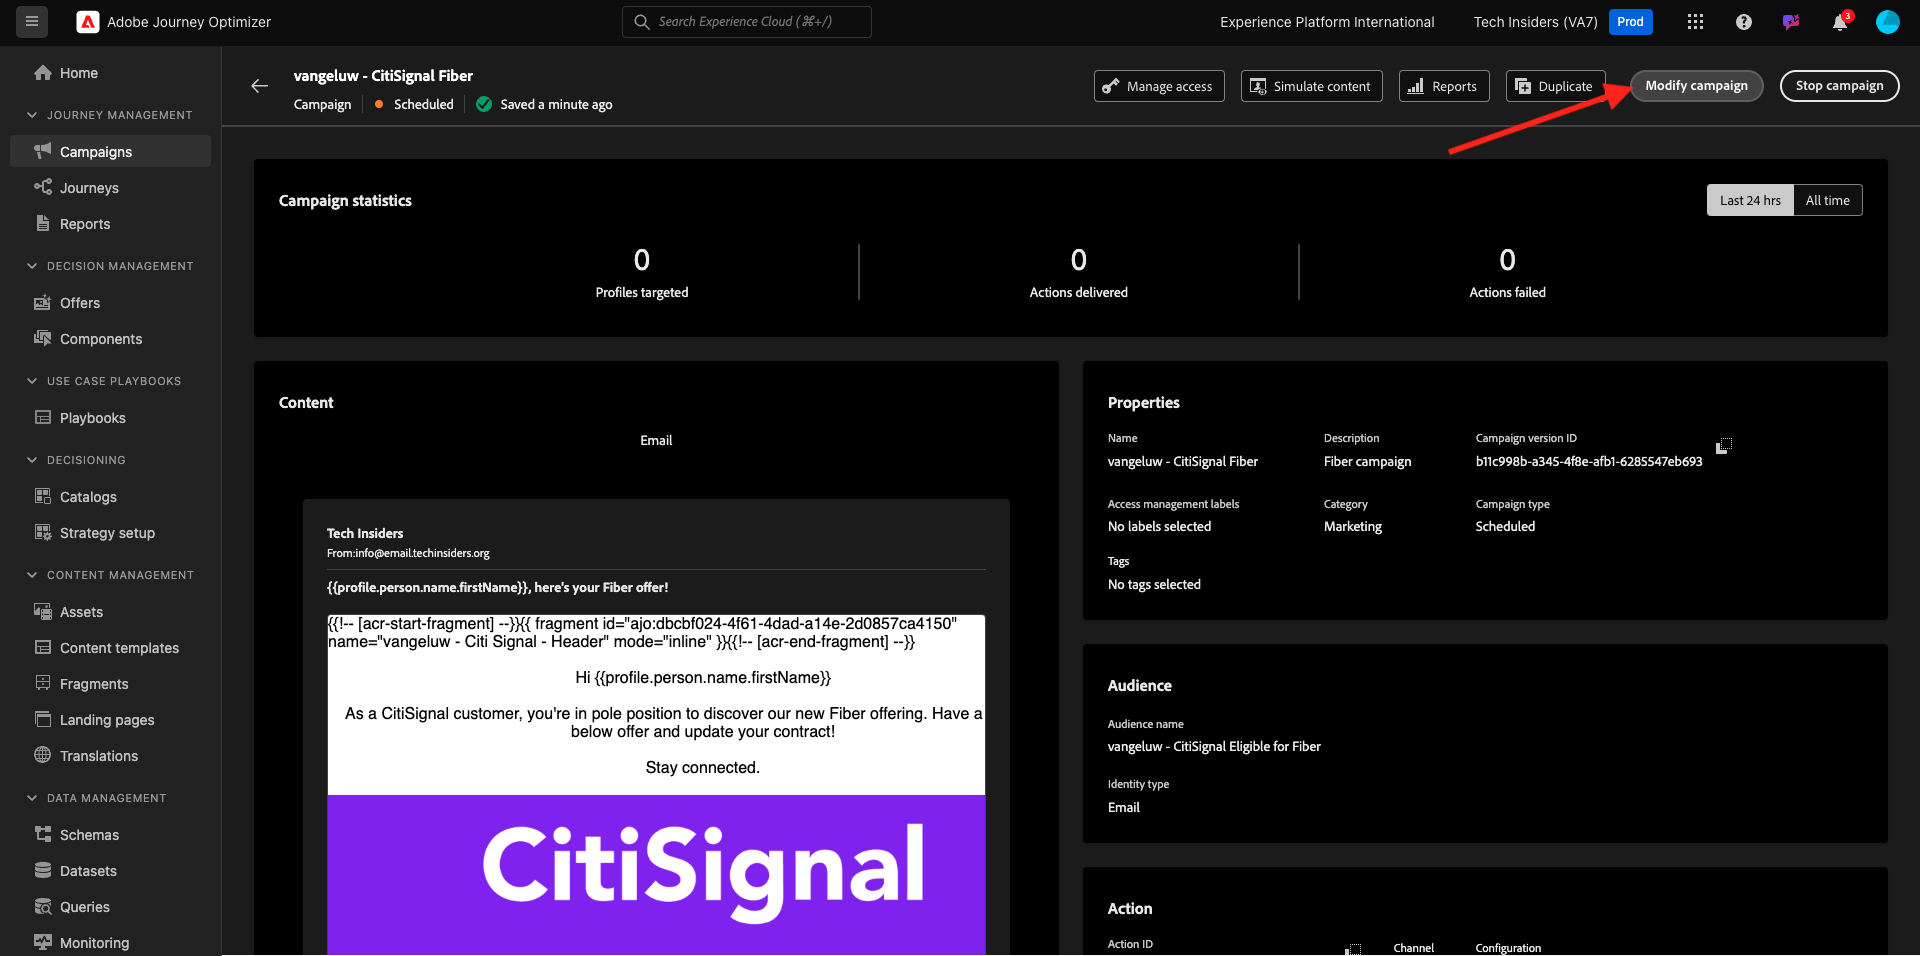 Adobe Journey Optimizer
Search Experience Cloud (⌘+/)
Experience Platform International
Tech Insiders (VA7)
Prod
3
Home
JOURNEY MANAGEMENT
Campaigns
Journeys
Reports
DECISION MANAGEMENT
Offers
Components
USE CASE PLAYBOOKS
Playbooks
DECISIONING
Catalogs
Strategy setup
CONTENT MANAGEMENT
Assets
Content templates
Fragments
Landing pages
Translations
DATA MANAGEMENT
Schemas
Datasets
Queries
Monitoring
vangeluw - CitiSignal Fiber
Campaign
Scheduled
Saved a minute ago
Manage access
Simulate content
Reports
Duplicate
Modify campaign
Stop campaign
Campaign statistics
Last 24 hrs
All time
0
Profiles targeted
0
Actions delivered
0
Actions failed
Content
Email
Tech Insiders
From:info@email.techinsiders.org
{{profile.person.name.firstName}}, here's your Fiber offer!
{{!-- [acr-start-fragment] --}}{{ fragment id="ajo:dbcbf024-4f61-4dad-a14e-2d0857ca4150"
name="vangeluw - Citi Signal - Header" mode="inline" }}{{!-- [acr-end-fragment] --}}
Hi {{profile.person.name.firstName}}
As a CitiSignal customer, you're in pole position to discover our new Fiber offering. Have a
below offer and update your contract!
Stay connected.
CitiSignal
Properties
Name
vangeluw - CitiSignal Fiber
Description
Fiber campaign
Campaign version ID
b11c998b-a345-4f8e-afb1-6285547eb693
Access management labels
No labels selected
Category
Marketing
Campaign type
Scheduled
Tags
No tags selected
Audience
Audience name
vangeluw - CitiSignal Eligible for Fiber
Identity type
Email
Action
Action ID
Channel
Configuration